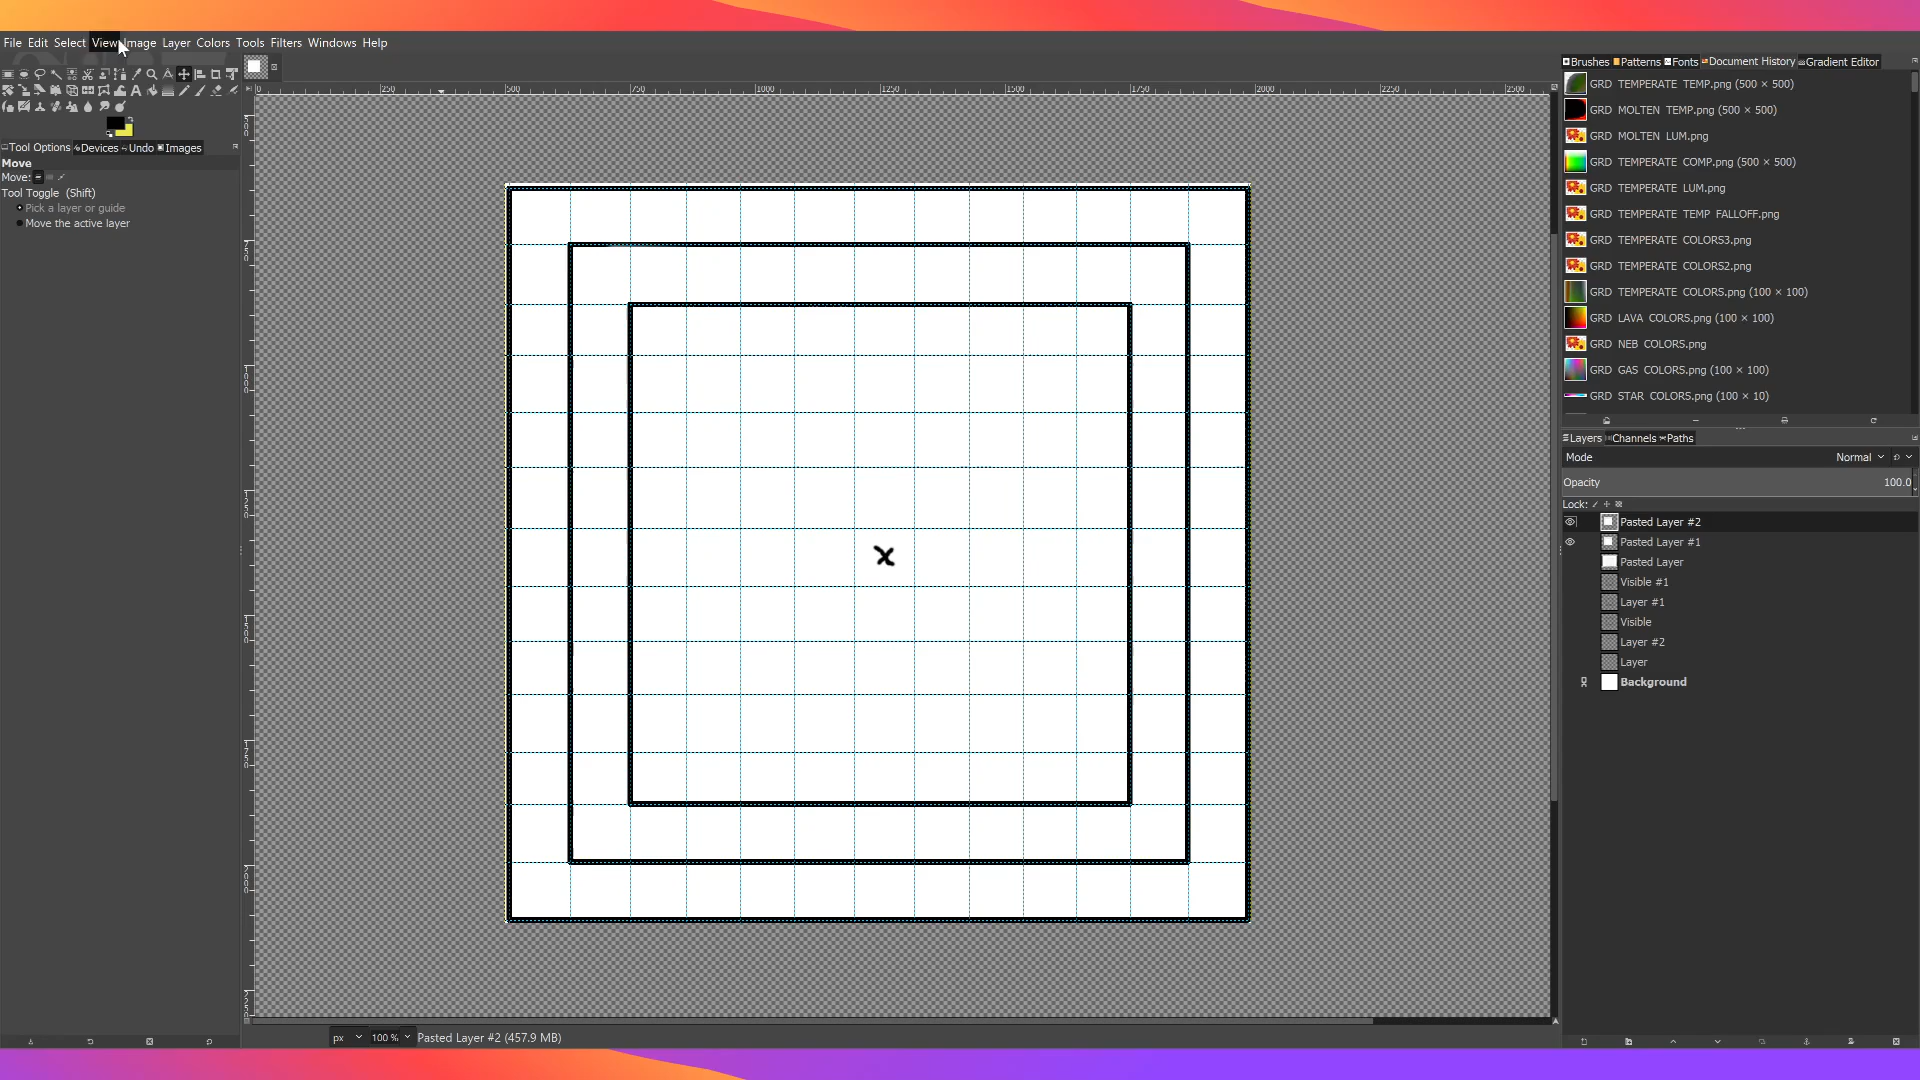 File Edit Select View Image Layer Colors Tools Filters Windows Help
Tool Options Devices Undo Images
Move
Move:
Tool Toggle (Shift)
Pick a layer or guide
Move the active layer
0 250 500 750 1000 1250 1500 1750 2000 2250 2500
x
px 100 % Pasted Layer #2 (457.9 MB)
Brushes Patterns Fonts Document History Gradient Editor
GRD TEMPERATE TEMP.png (500 × 500)
GRD MOLTEN TEMP.png (500 × 500)
GRD MOLTEN LUM.png
GRD TEMPERATE COMP.png (500 × 500)
GRD TEMPERATE LUM.png
GRD TEMPERATE TEMP FALLOFF.png
GRD TEMPERATE COLORS3.png
GRD TEMPERATE COLORS2.png
GRD TEMPERATE COLORS.png (100 × 100)
GRD LAVA COLORS.png (100 × 100)
GRD NEB COLORS.png
GRD GAS COLORS.png (100 × 100)
GRD STAR COLORS.png (100 × 10)
Layers Channels Paths
Mode Normal
Opacity 100.0
Lock:
Pasted Layer #2
Pasted Layer #1
Pasted Layer
Visible #1
Layer #1
Visible
Layer #2
Layer
Background